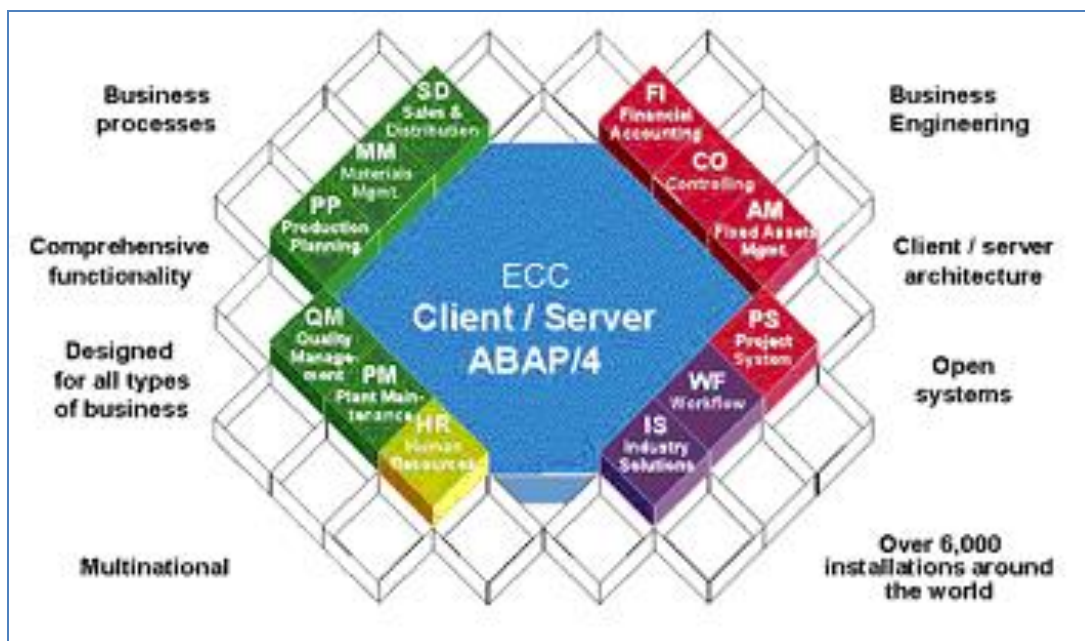 Business
processes
Comprehensive
functionality
Designed
for all types
of business
Multinational
SD
Sales &
Distribution
MM
Materials
Mgmt.
PP
Production
Planning
QM
Quality
Manage-
ment
PM
Plant Main-
tenance
HR
Human
Resources
ECC
Client / Server
ABAP/4
FI
Financial
Accounting
CO
Controlling
AM
Fixed Assets
Mgmt.
PS
Project
System
WF
Workflow
IS
Industry
Solutions
Business
Engineering
Client / server
architecture
Open
systems
Over 6,000
installations around
the world